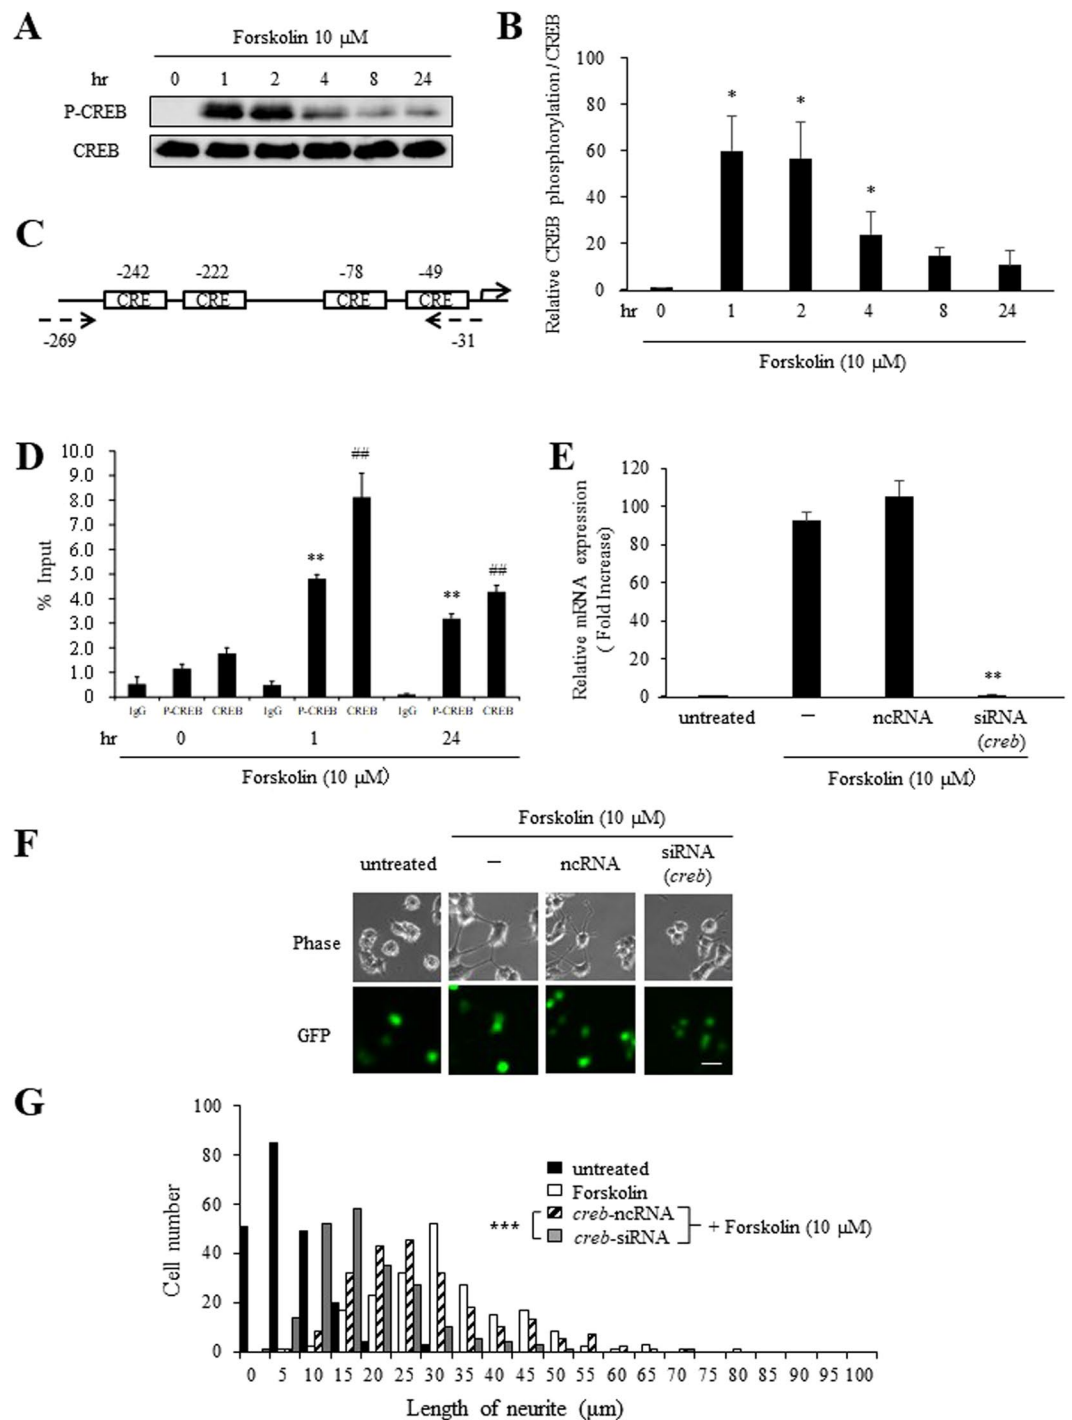 A
Forskolin 10 μM
hr 0 1 2 4 8 24
P-CREB
CREB
B
Relative CREB phosphorylation / CREB
100
80
60
40
20
0
* * *
hr 0 1 2 4 8 24
Forskolin (10 μM)
C
-242 -222 -78 -49
CRE CRE CRE CRE
-269 -31
D
% Input
10.0
9.0
8.0
7.0
6.0
5.0
4.0
3.0
2.0
1.0
0
** ## ** ##
IgG P-CREB CREB IgG P-CREB CREB IgG P-CREB CREB
hr 0 1 24
Forskolin (10 μM)
E
Relative mRNA expression
( Fold Increase)
120
100
80
60
40
20
0
**
untreated – ncRNA siRNA
(creb)
Forskolin (10 μM)
F
Forskolin (10 μM)
untreated – ncRNA siRNA
(creb)
Phase
GFP
G
Cell number
100
80
60
40
20
0
untreated
Forskolin
creb-ncRNA
creb-siRNA
*** + Forskolin (10 μM)
0 5 10 15 20 25 30 35 40 45 50 55 60 65 70 75 80 85 90 95 100
Length of neurite (μm)